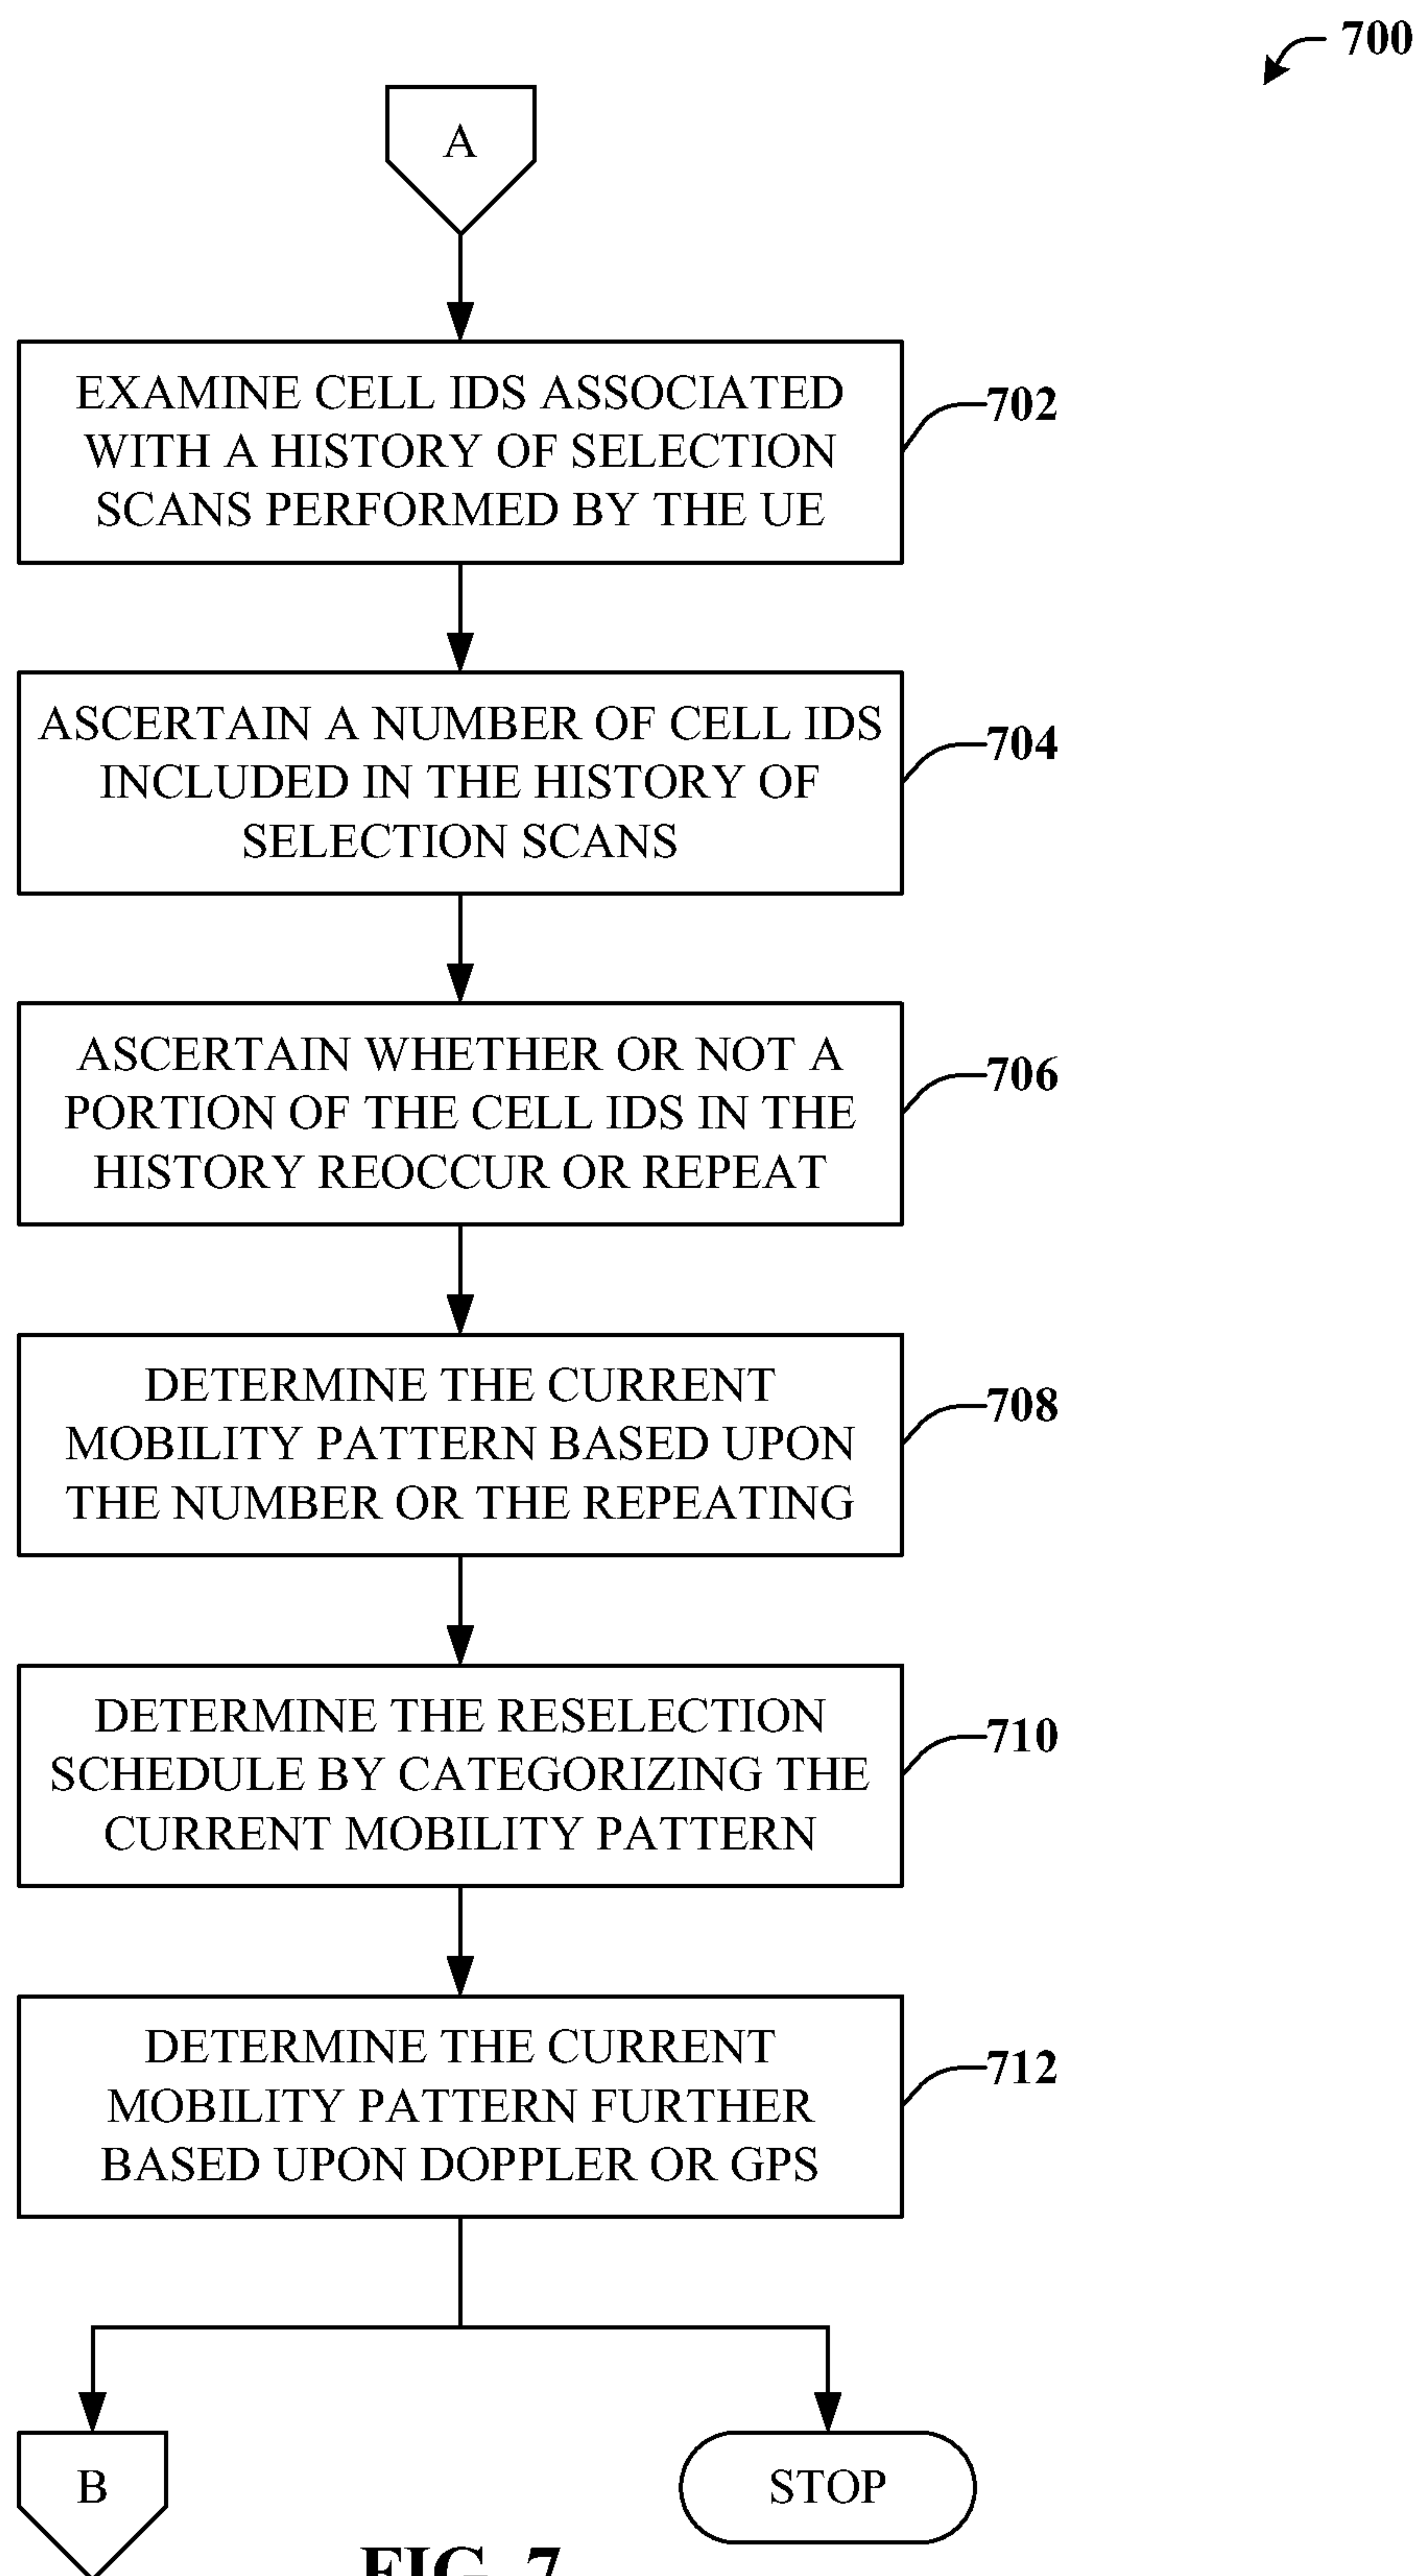 700
A
EXAMINE CELL IDS ASSOCIATED
WITH A HISTORY OF SELECTION
SCANS PERFORMED BY THE UE
702
ASCERTAIN A NUMBER OF CELL IDS
INCLUDED IN THE HISTORY OF
SELECTION SCANS
704
ASCERTAIN WHETHER OR NOT A
PORTION OF THE CELL IDS IN THE
HISTORY REOCCUR OR REPEAT
706
DETERMINE THE CURRENT
MOBILITY PATTERN BASED UPON
THE NUMBER OR THE REPEATING
708
DETERMINE THE RESELECTION
SCHEDULE BY CATEGORIZING THE
CURRENT MOBILITY PATTERN
710
DETERMINE THE CURRENT
MOBILITY PATTERN FURTHER
BASED UPON DOPPLER OR GPS
712
B
STOP
FIG. 7